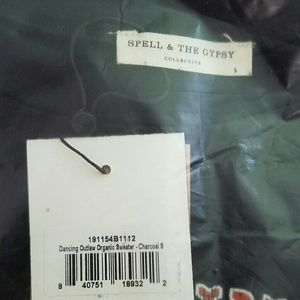 SPELL & THE GYPSY
COLLECTIVE
S
191154B1112
Dancing Outlaw Organic Sweater - Charcoal S
8 40751 18932 2